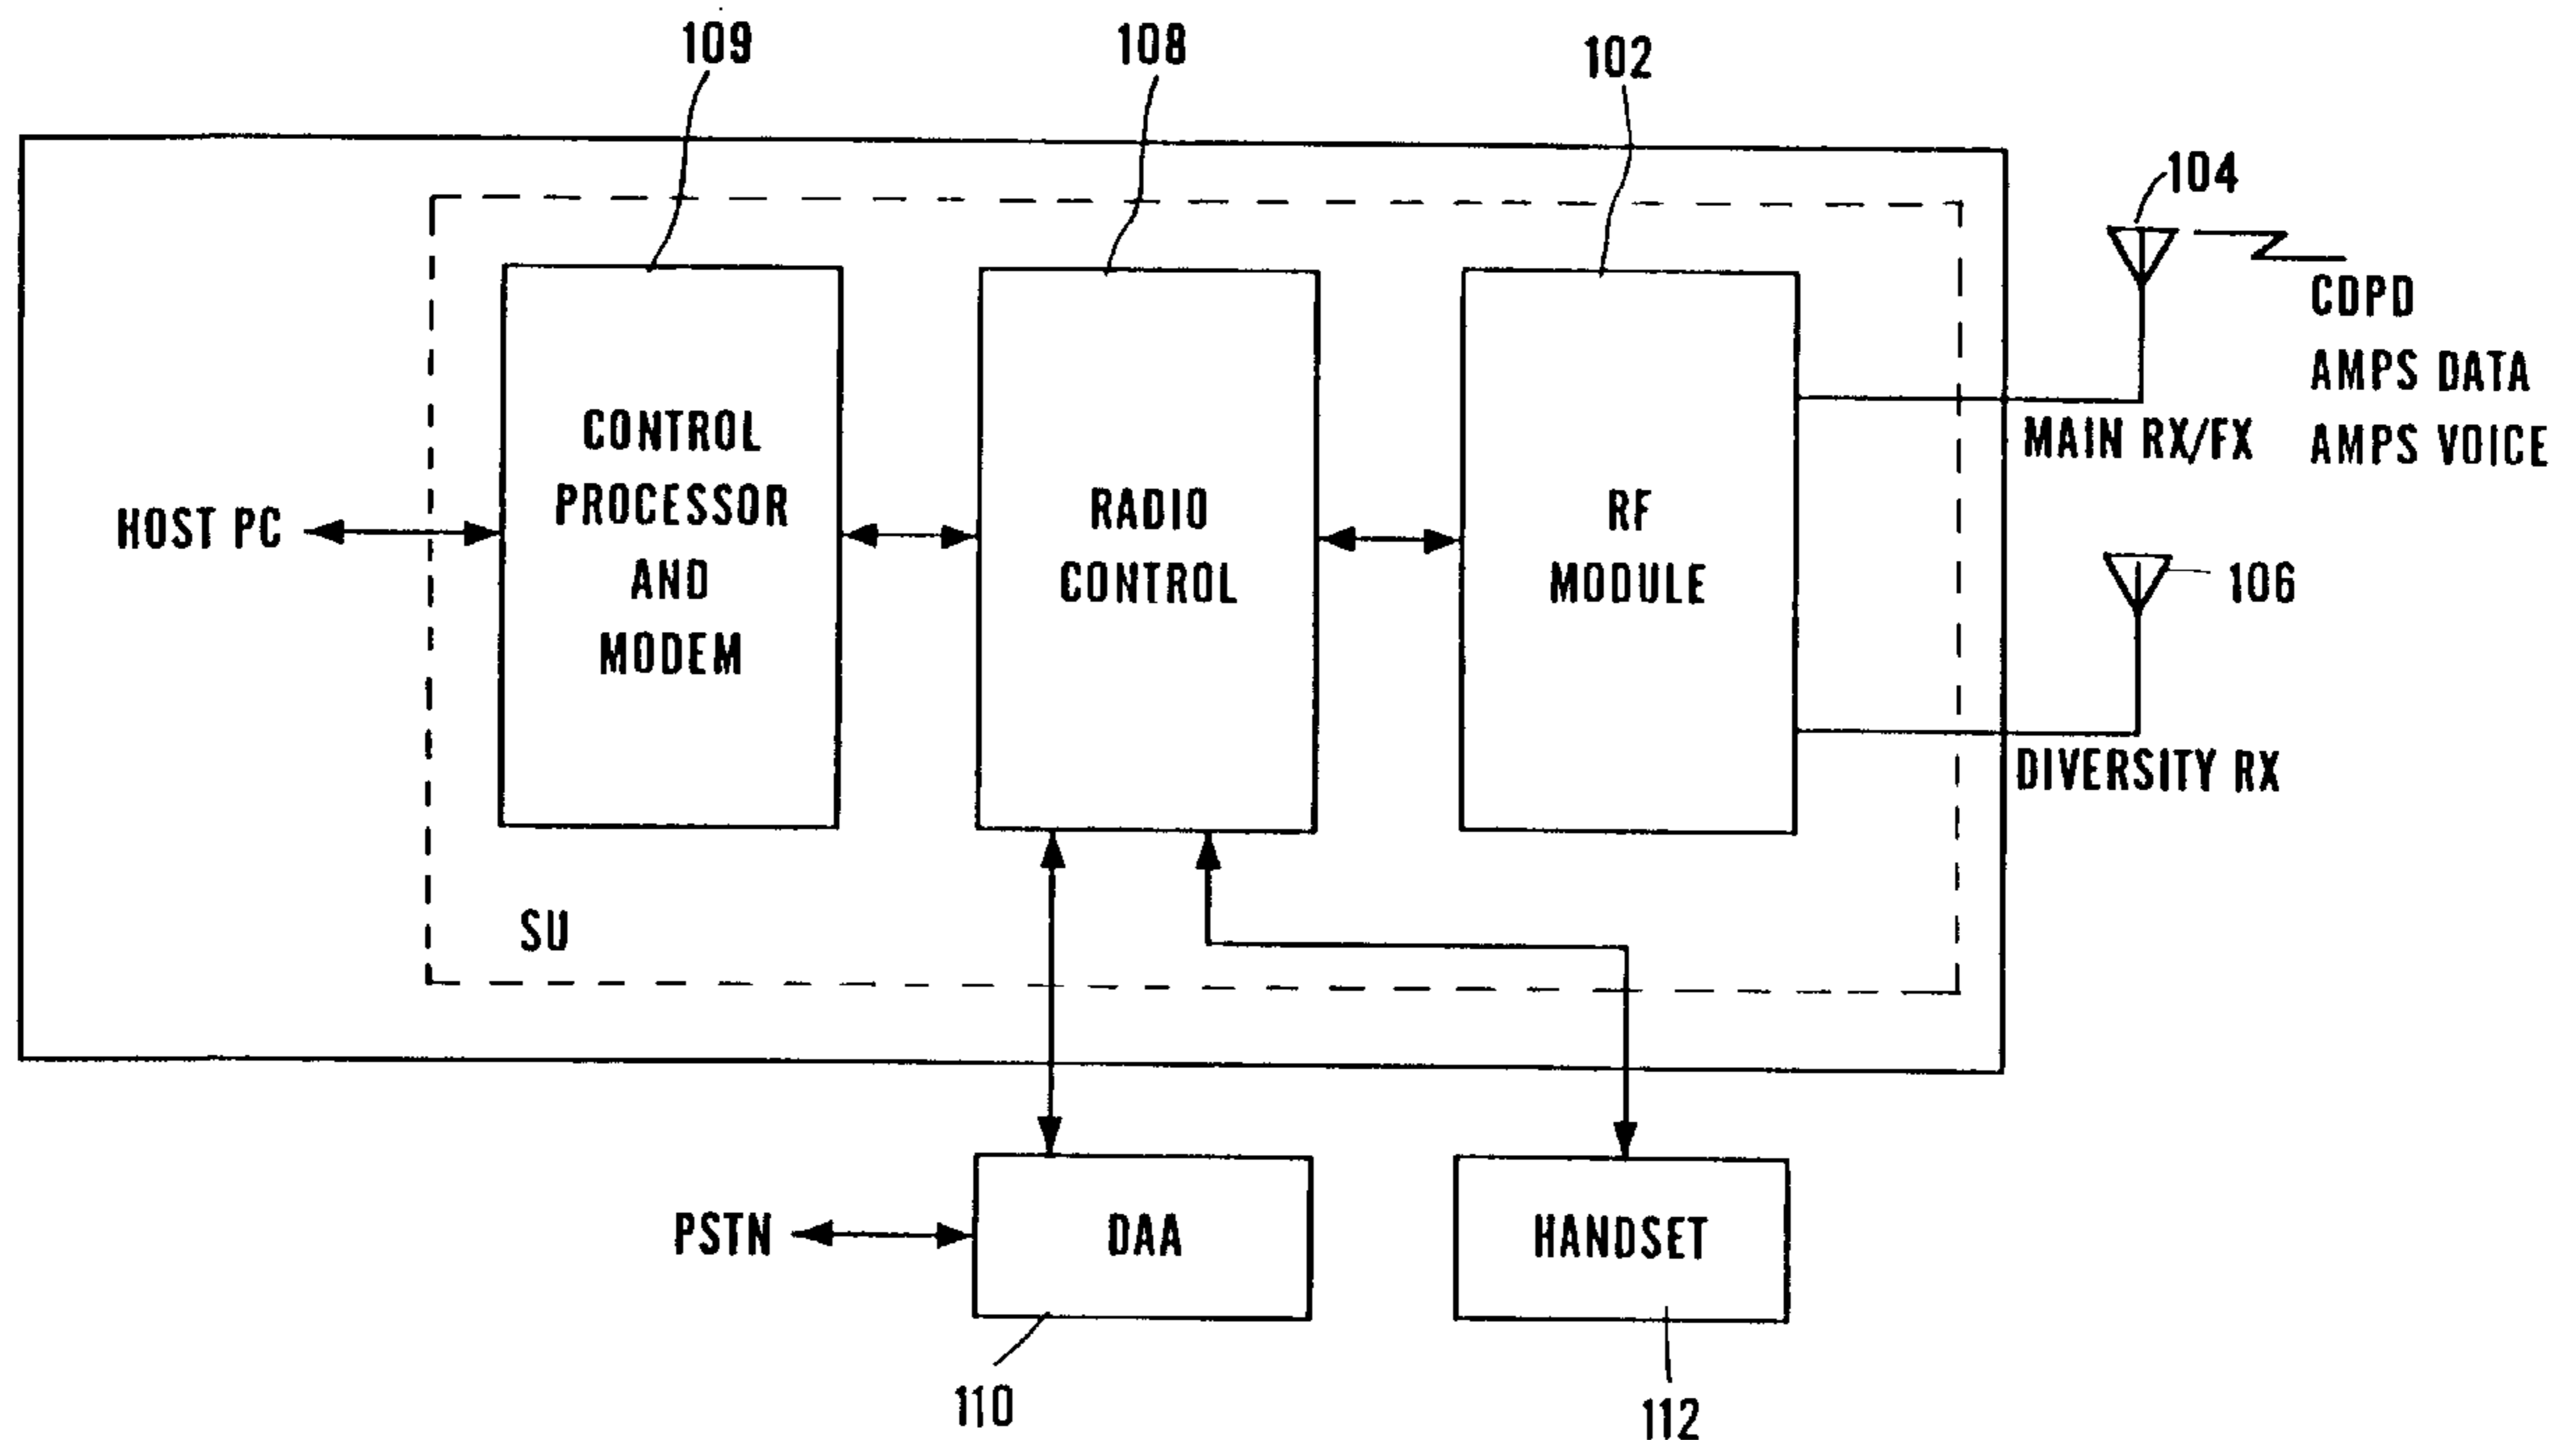 109
108
102
104
CDPD
AMPS DATA
AMPS VOICE
MAIN RX/FX
CONTROL
PROCESSOR
AND
MODEM
RADIO
CONTROL
RF
MODULE
HOST PC
106
DIVERSITY RX
SU
PSTN
DAA
HANDSET
110
112